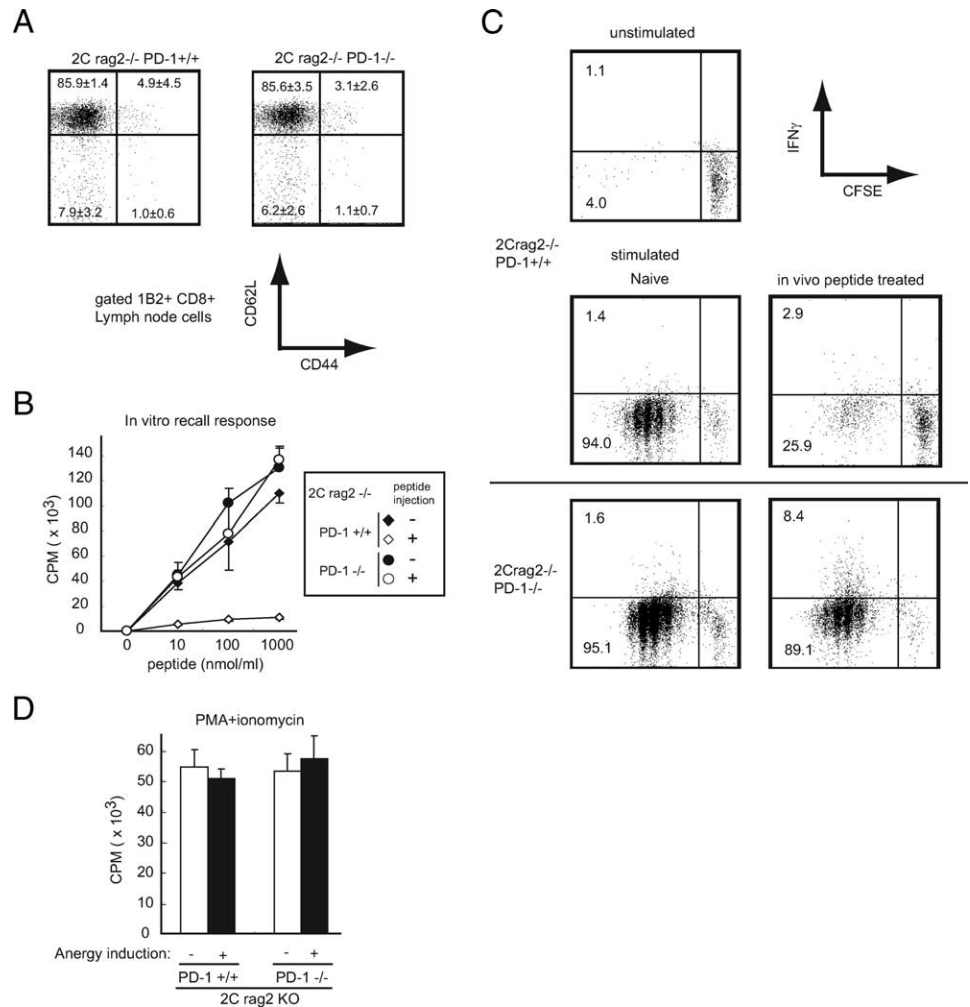 A
2C rag2-/- PD-1+/+
2C rag2-/- PD-1-/-
85.9±1.4
4.9±4.5
7.9±3.2
1.0±0.6
85.6±3.5
3.1±2.6
6.2±2.6
1.1±0.7
gated 1B2+ CD8+
Lymph node cells
CD62L
CD44
B
In vitro recall response
CPM ( x 10³)
140
120
100
80
60
40
20
0
0
10
100
1000
peptide (nmol/ml)
2C rag2 -/-
peptide
injection
PD-1 +/+
-
+
PD-1 -/-
-
+
C
unstimulated
1.1
4.0
IFNγ
CFSE
2Crag2-/-
PD-1+/+
stimulated
Naive
in vivo peptide treated
1.4
94.0
2.9
25.9
2Crag2-/-
PD-1-/-
1.6
95.1
8.4
89.1
D
PMA+ionomycin
CPM ( x 10³)
60
50
40
30
20
10
0
Anergy induction: - + - +
PD-1 +/+ PD-1 -/-
2C rag2 KO